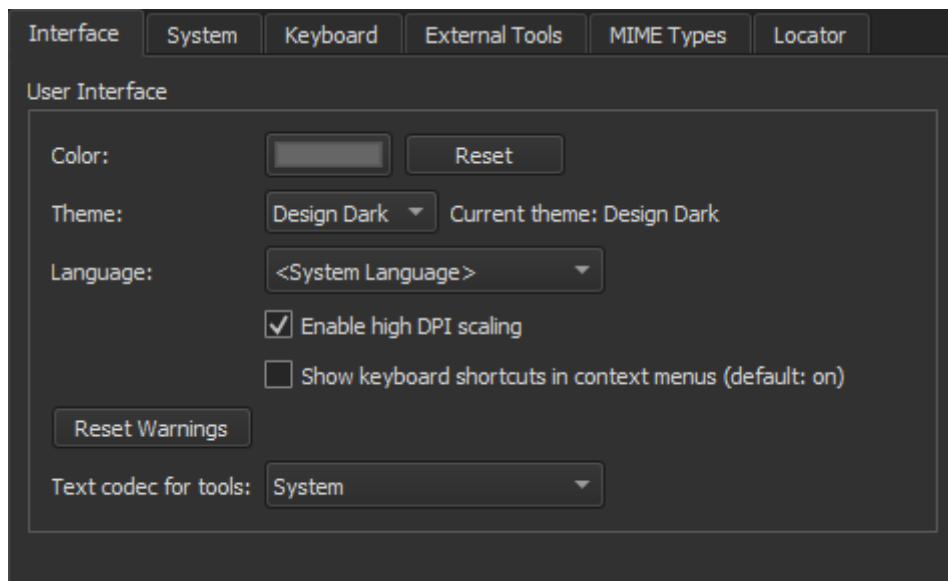 Interface System Keyboard External Tools MIME Types Locator
User Interface
Color: Reset
Theme: Design Dark Current theme: Design Dark
Language: <System Language>
Enable high DPI scaling
Show keyboard shortcuts in context menus (default: on)
Reset Warnings
Text codec for tools: System